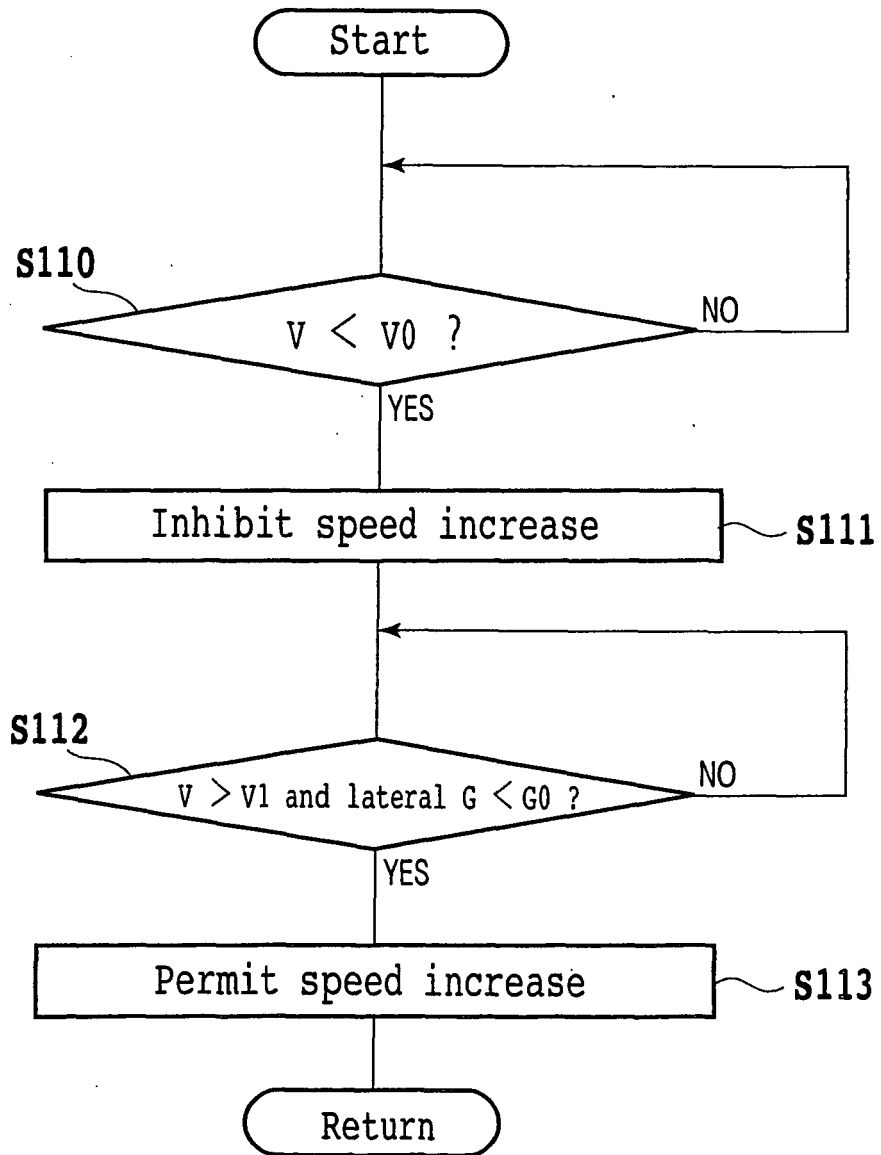 Start
S110
V < V0 ?
NO
YES
Inhibit speed increase
S111
S112
V > V1 and lateral G < G0 ?
NO
YES
Permit speed increase
S113
Return